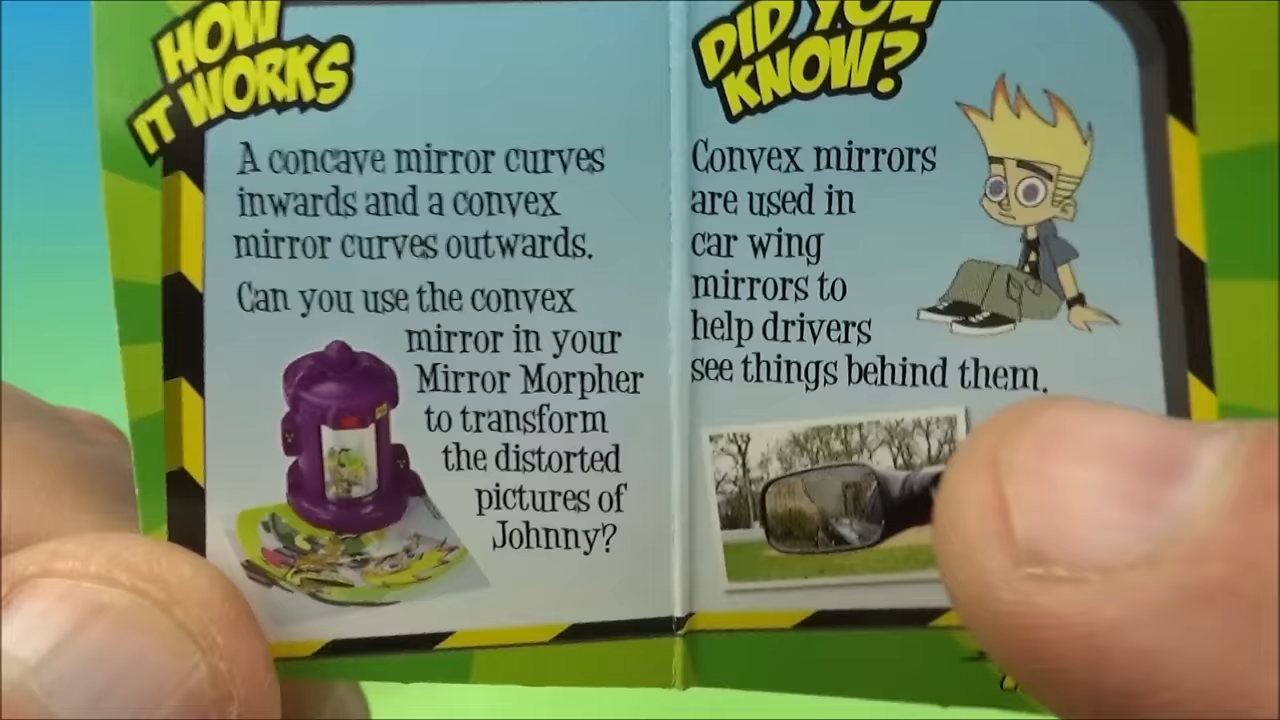 HOW
IT WORKS
A concave mirror curves
inwards and a convex
mirror curves outwards.
Can you use the convex
mirror in your
Mirror Morpher
to transform
the distorted
pictures of
Johnny?
DID YOU
KNOW?
Convex mirrors
are used in
car wing
mirrors to
help drivers
see things behind them.